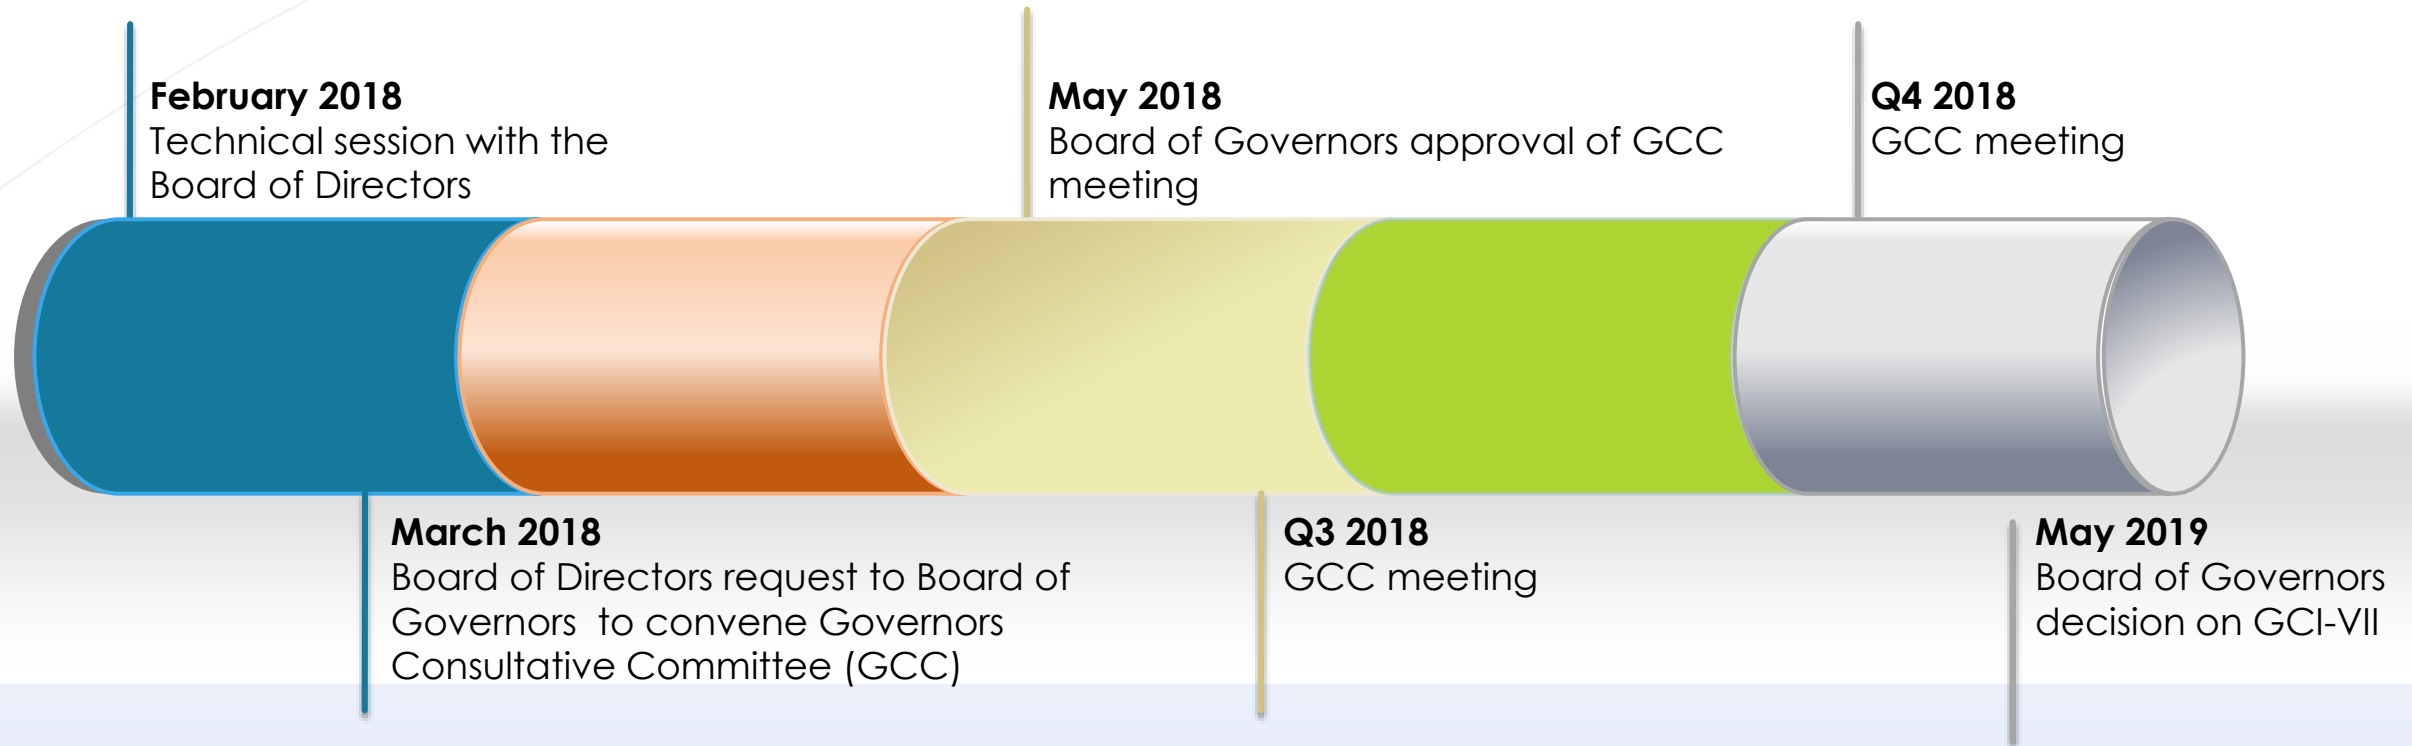 February 2018
Technical session with the
Board of Directors
May 2018
Board of Governors approval of GCC
meeting
Q4 2018
GCC meeting
March 2018
Board of Directors request to Board of
Governors  to convene Governors
Consultative Committee (GCC)
Q3 2018
GCC meeting
May 2019
Board of Governors
decision on GCI-VII